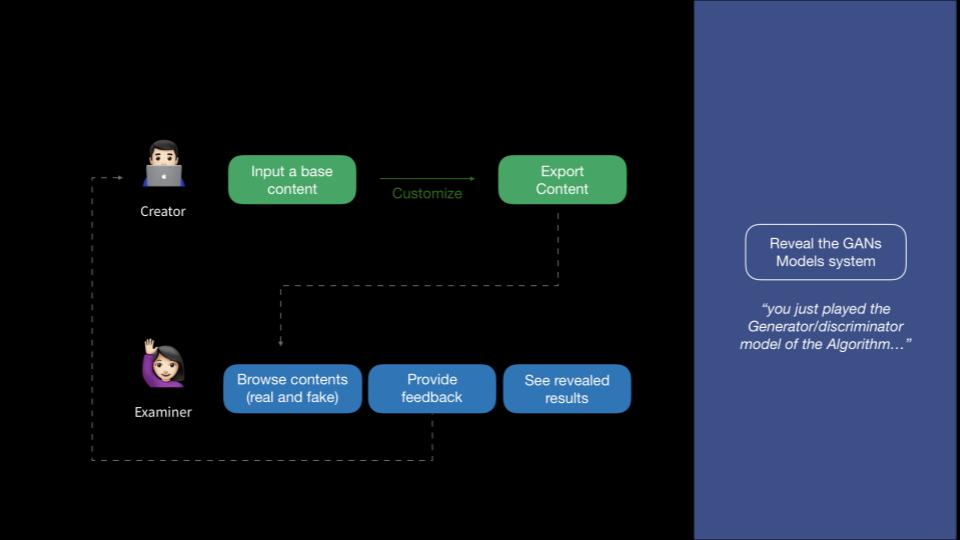 Input a base
content
Customize
Export
Content
Creator
Reveal the GANs
Models system
“you just played the
Generator/discriminator
model of the Algorithm…”
Browse contents
(real and fake)
Provide
feedback
See revealed
results
Examiner